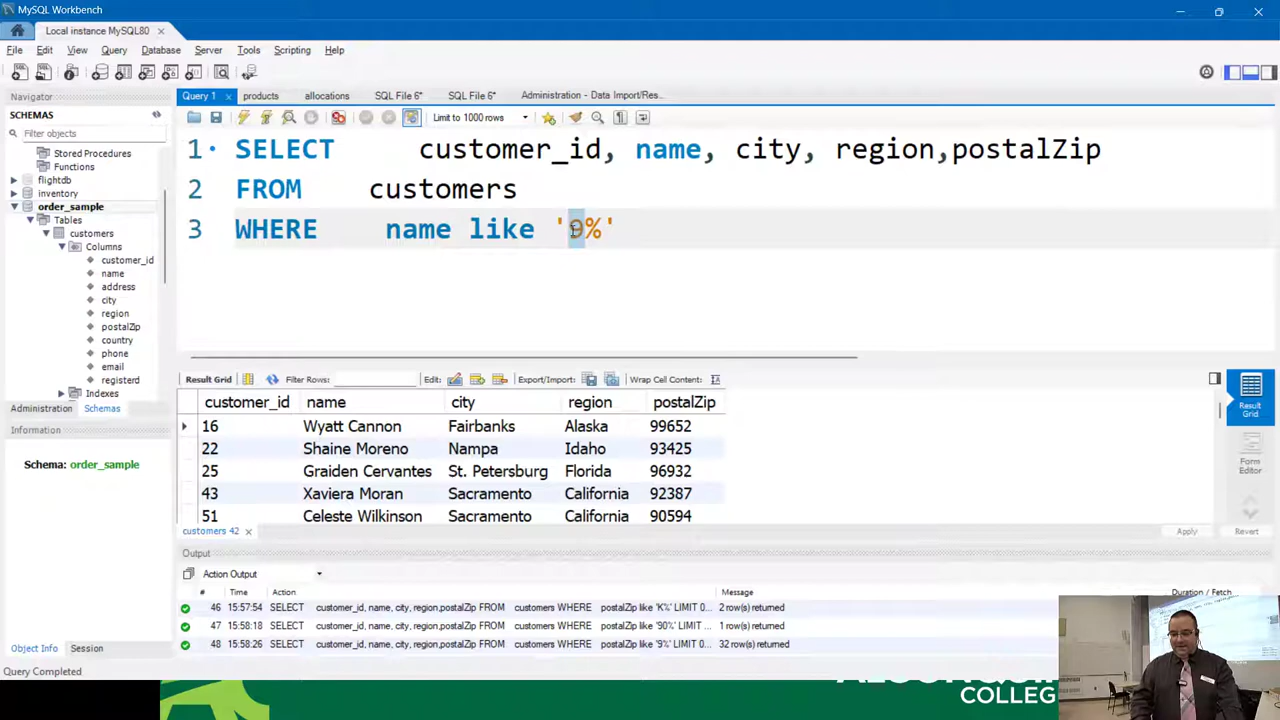 MySQL Workbench
Local instance MySQL80
File Edit View Query Database Server Tools Scripting Help
Navigator
SCHEMAS
Filter objects
Stored Procedures
Functions
flightdb
inventory
order_sample
Tables
customers
Columns
customer_id
name
address
city
region
postalZip
country
phone
email
registerd
Indexes
Administration Schemas
Information
Schema: order_sample
Object Info Session
Query Completed
Query 1 products allocations SQL File 6* SQL File 6* Administration - Data Import/Res...
Limit to 1000 rows
1 SELECT customer_id, name, city, region,postalZip
2 FROM customers
3 WHERE name like '9%'
Result Grid Filter Rows: Edit: Export/Import: Wrap Cell Content:
customer_id name city region postalZip
16 Wyatt Cannon Fairbanks Alaska 99652
22 Shaine Moreno Nampa Idaho 93425
25 Graiden Cervantes St. Petersburg Florida 96932
43 Xaviera Moran Sacramento California 92387
51 Celeste Wilkinson Sacramento California 90594
Result Grid
Form Editor
customers 42 Apply Revert
Output
Action Output
# Time Action Message Duration / Fetch
46 15:57:54 SELECT customer_id, name, city, region,postalZip FROM customers WHERE postalZip like 'K%' LIMIT 0... 2 row(s) returned
47 15:58:18 SELECT customer_id, name, city, region,postalZip FROM customers WHERE postalZip like '90%' LIMIT ... 1 row(s) returned
48 15:58:26 SELECT customer_id, name, city, region,postalZip FROM customers WHERE postalZip like '9%' LIMIT 0... 32 row(s) returned
COLLEG